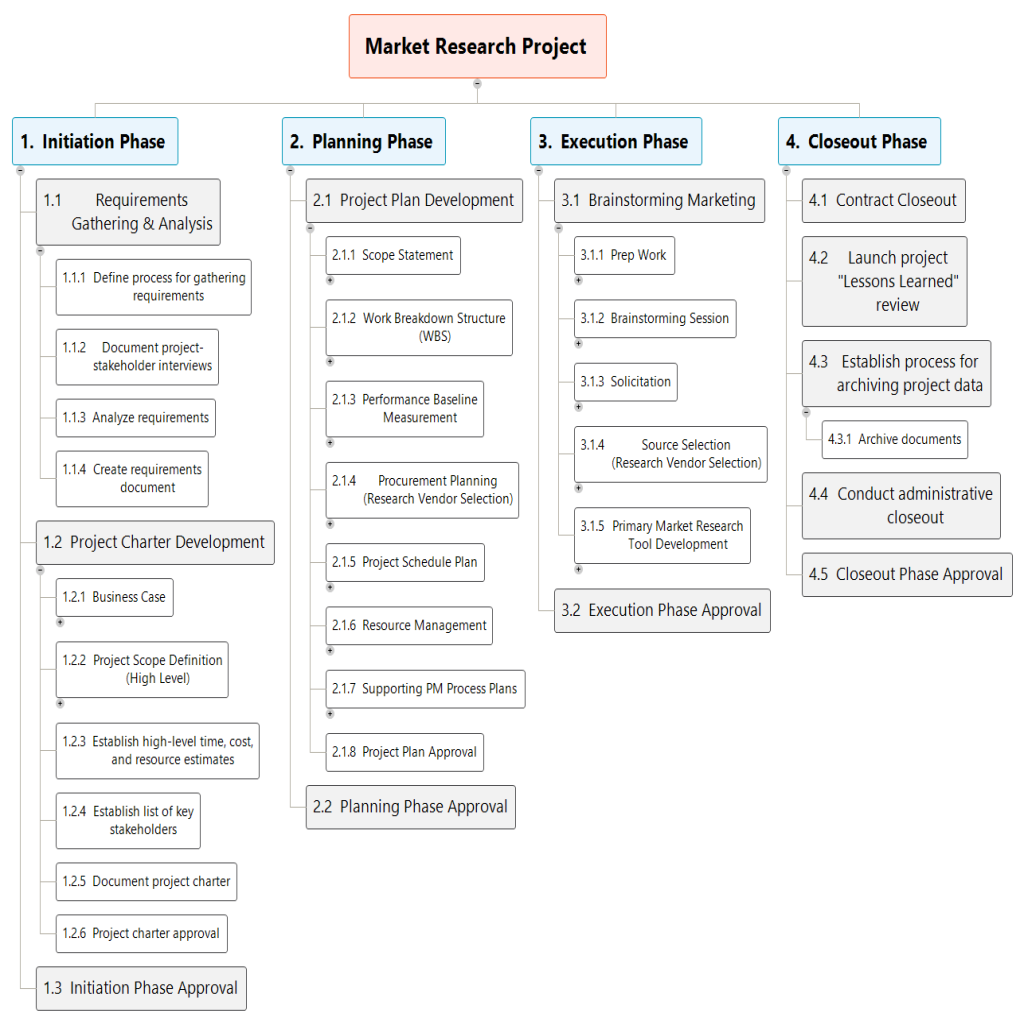 Market Research Project
1. Initiation Phase
1.1 Requirements
Gathering & Analysis
1.1.1 Define process for gathering
requirements
1.1.2 Document project-
stakeholder interviews
1.1.3 Analyze requirements
1.1.4 Create requirements
document
1.2 Project Charter Development
1.2.1 Business Case
1.2.2 Project Scope Definition
(High Level)
1.2.3 Establish high-level time, cost,
and resource estimates
1.2.4 Establish list of key
stakeholders
1.2.5 Document project charter
1.2.6 Project charter approval
1.3 Initiation Phase Approval
2. Planning Phase
2.1 Project Plan Development
2.1.1 Scope Statement
2.1.2 Work Breakdown Structure
(WBS)
2.1.3 Performance Baseline
Measurement
2.1.4 Procurement Planning
(Research Vendor Selection)
2.1.5 Project Schedule Plan
2.1.6 Resource Management
2.1.7 Supporting PM Process Plans
2.1.8 Project Plan Approval
2.2 Planning Phase Approval
3. Execution Phase
3.1 Brainstorming Marketing
3.1.1 Prep Work
3.1.2 Brainstorming Session
3.1.3 Solicitation
3.1.4 Source Selection
(Research Vendor Selection)
3.1.5 Primary Market Research
Tool Development
3.2 Execution Phase Approval
4. Closeout Phase
4.1 Contract Closeout
4.2 Launch project
"Lessons Learned"
review
4.3 Establish process for
archiving project data
4.3.1 Archive documents
4.4 Conduct administrative
closeout
4.5 Closeout Phase Approval